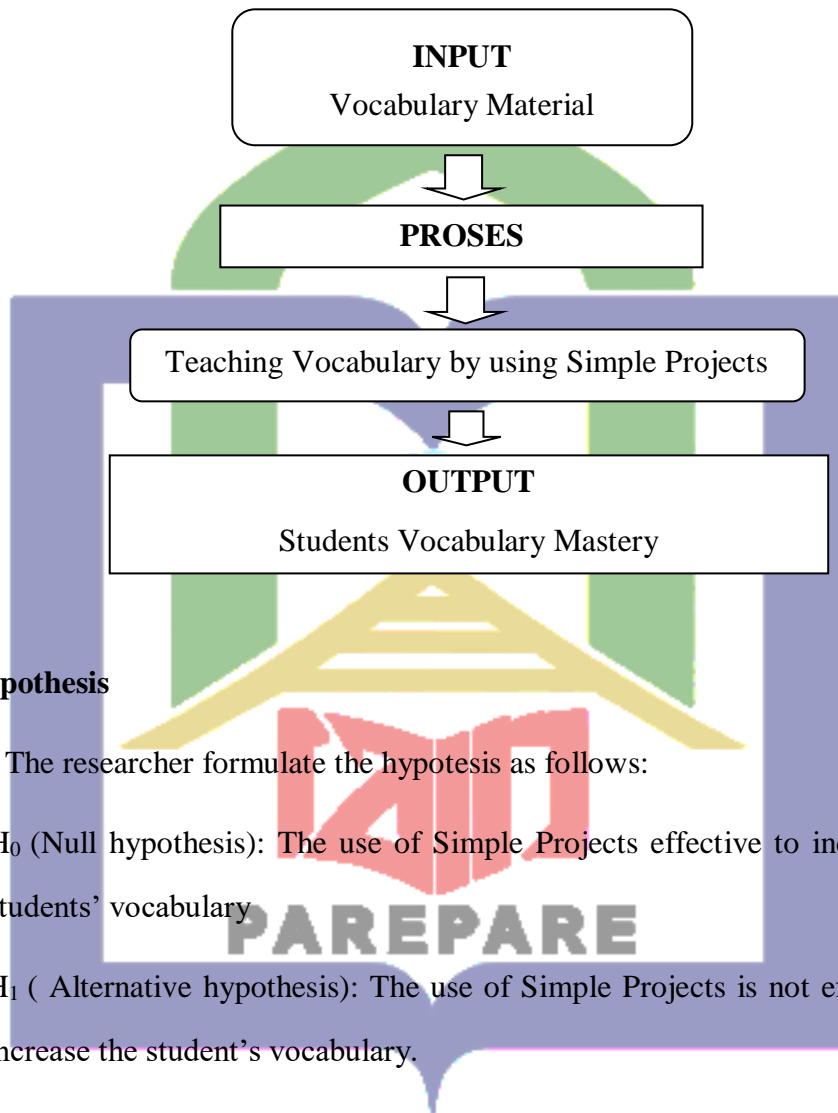 INPUT
Vocabulary Material
PROSES
Teaching Vocabulary by using Simple Projects
OUTPUT
Students Vocabulary Mastery
pothesis
The researcher formulate the hypotesis as follows:
H0 (Null hypothesis): The use of Simple Projects effective to in
tudents’ vocabulary
H1 ( Alternative hypothesis): The use of Simple Projects is not e
ncrease the student’s vocabulary.
PAREPARE